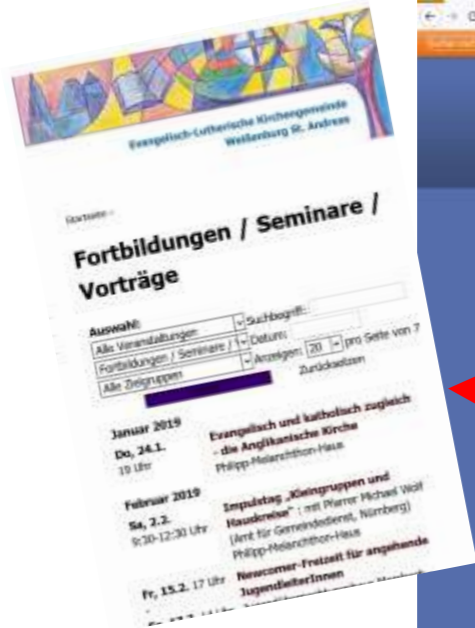 Evangelisch-Lutherische Kirchengemeinde
Weißenburg St. Andreas
Startseite
Fortbildungen / Seminare /
Vorträge
Auswahl:
Alle Veranstaltungen Suchbegriff:
Fortbildungen / Seminare / Datum:
Alle Zielgruppen Anzeigen: 20 pro Seite von 7
Zurücksetzen
Januar 2019
Do, 24.1. Evangelisch und katholisch zugleich
19 Uhr - die Anglikanische Kirche
Philipp-Melanchthon-Haus
Februar 2019
Sa, 2.2. Impulstag „Kleingruppen und
9:30-12:30 Uhr Hauskreise" : mit Pfarrer Michael Wolf
(Amt für Gemeindedienst, Nürnberg)
Philipp-Melanchthon-Haus
Fr, 15.2. 17 Uhr Newcomer-Freizeit für angehende
- JugendleiterInnen